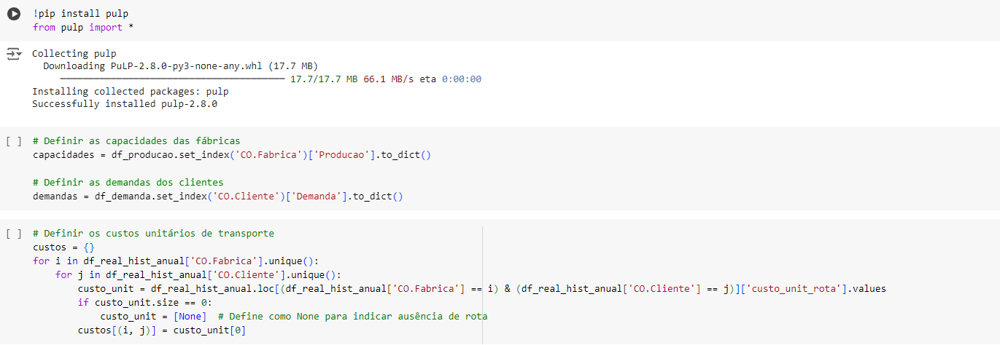 !pip install pulp
from pulp import *
Collecting pulp
  Downloading PuLP-2.8.0-py3-none-any.whl (17.7 MB)
17.7/17.7 MB 66.1 MB/s eta 0:00:00
Installing collected packages: pulp
Successfully installed pulp-2.8.0
[ ] # Definir as capacidades das fábricas
capacidades = df_producao.set_index('CO.Fabrica')['Producao'].to_dict()
# Definir as demandas dos clientes
demandas = df_demanda.set_index('CO.Cliente')['Demanda'].to_dict()
[ ] # Definir os custos unitários de transporte
custos = {}
for i in df_real_hist_anual['CO.Fabrica'].unique():
    for j in df_real_hist_anual['CO.Cliente'].unique():
        custo_unit = df_real_hist_anual.loc[(df_real_hist_anual['CO.Fabrica'] == i) & (df_real_hist_anual['CO.Cliente'] == j)]['custo_unit_rota'].values
        if custo_unit.size == 0:
            custo_unit = [None]  # Define como None para indicar ausência de rota
        custos[(i, j)] = custo_unit[0]